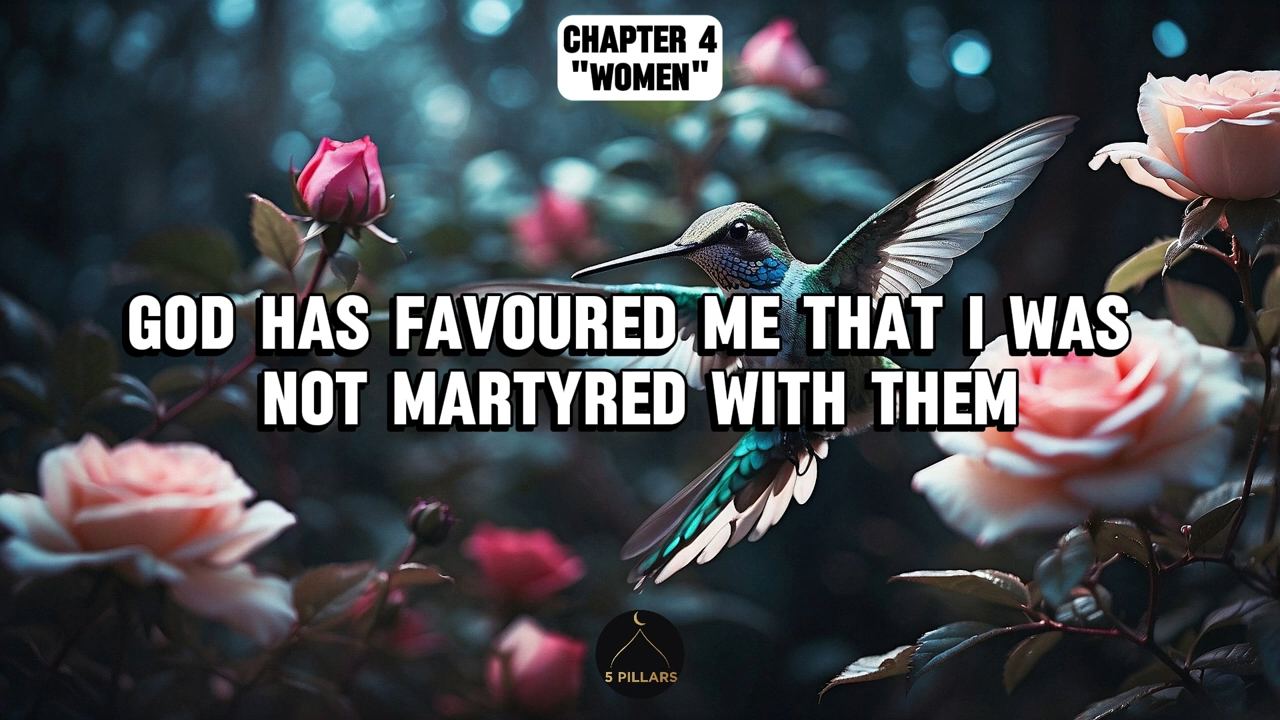 CHAPTER 4
"WOMEN"
GOD HAS FAVOURED ME THAT I WAS
NOT MARTYRED WITH THEM
5 PILLARS